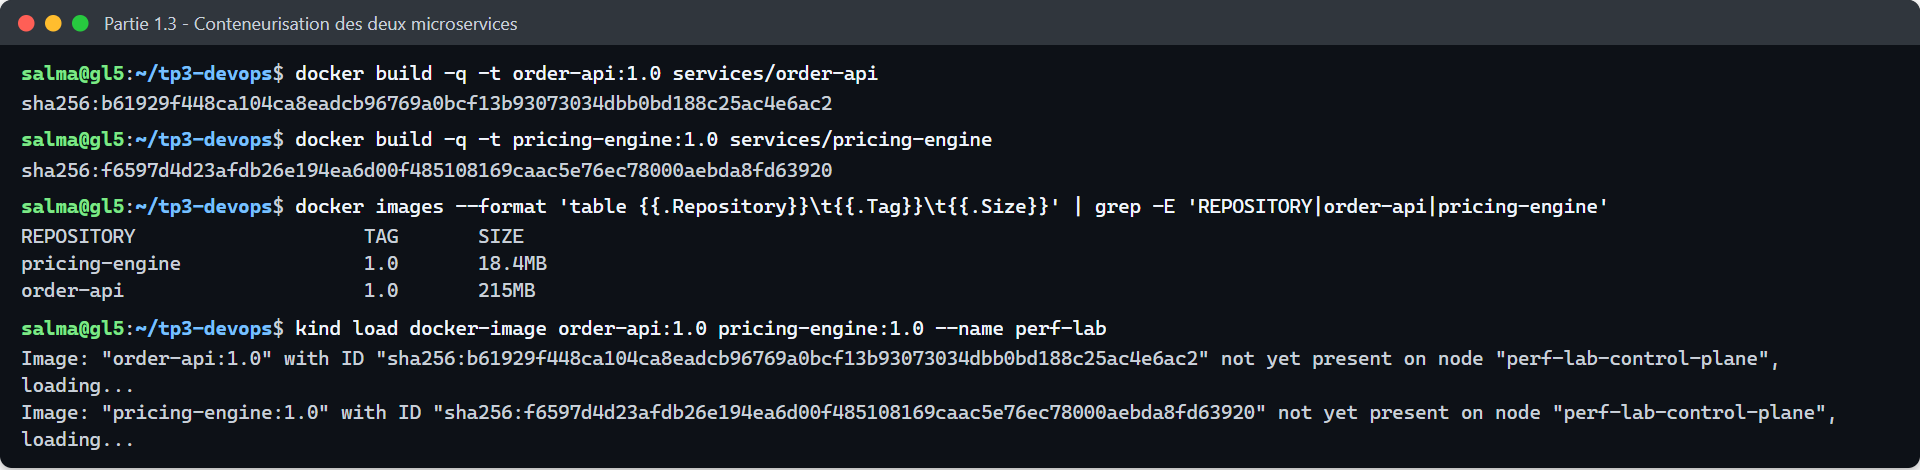 Partie 1.3 - Conteneurisation des deux microservices
salma@gl5:~/tp3-devops$ docker build -q -t order-api:1.0 services/order-api
sha256:b61929f448ca104ca8eadcb96769a0bcf13b93073034dbb0bd188c25ac4e6ac2
salma@gl5:~/tp3-devops$ docker build -q -t pricing-engine:1.0 services/pricing-engine
sha256:f6597d4d23afdb26e194ea6d00f485108169caac5e76ec78000aebda8fd63920
salma@gl5:~/tp3-devops$ docker images --format 'table {{.Repository}}\t{{.Tag}}\t{{.Size}}' | grep -E 'REPOSITORY|order-api|pricing-engine'
REPOSITORY                    TAG       SIZE
pricing-engine                1.0       18.4MB
order-api                     1.0       215MB
salma@gl5:~/tp3-devops$ kind load docker-image order-api:1.0 pricing-engine:1.0 --name perf-lab
Image: "order-api:1.0" with ID "sha256:b61929f448ca104ca8eadcb96769a0bcf13b93073034dbb0bd188c25ac4e6ac2" not yet present on node "perf-lab-control-plane",
loading...
Image: "pricing-engine:1.0" with ID "sha256:f6597d4d23afdb26e194ea6d00f485108169caac5e76ec78000aebda8fd63920" not yet present on node "perf-lab-control-plane",
loading...